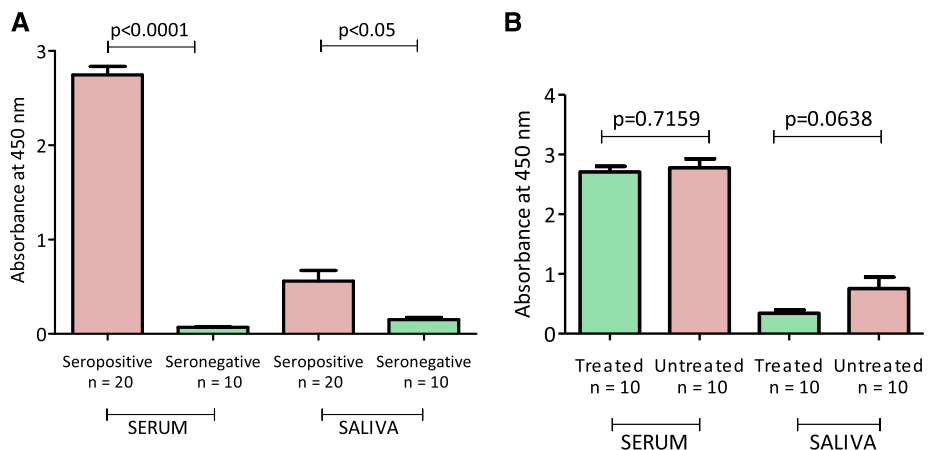 A
p<0.0001
p<0.05
Absorbance at 450 nm
3
2
1
0
Seropositive Seronegative Seropositive Seronegative
n = 20 n = 10 n = 20 n = 10
SERUM SALIVA
B
p=0.7159
p=0.0638
Absorbance at 450 nm
4
3
2
1
0
Treated Untreated Treated Untreated
n = 10 n = 10 n = 10 n = 10
SERUM SALIVA